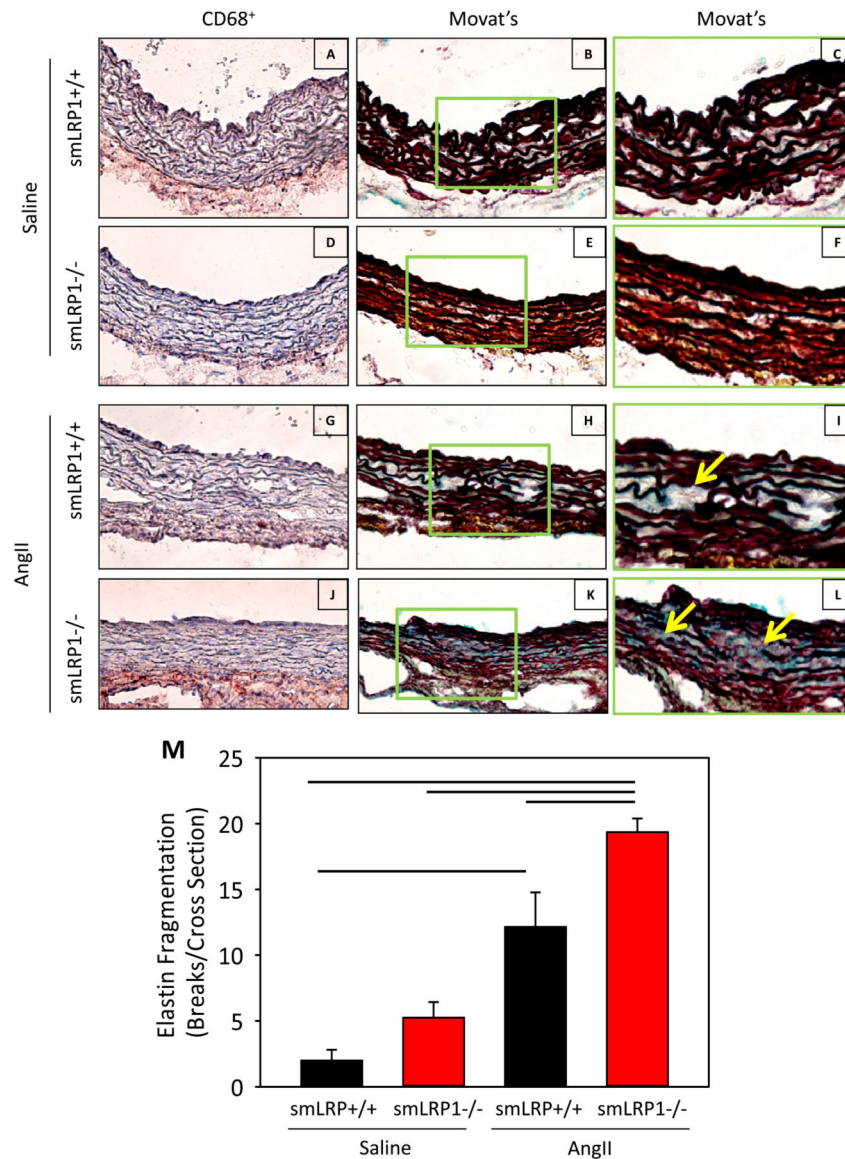 CD68⁺ Movat's Movat's
Saline
smLRP1+/+
A B C
smLRP1-/-
D E F
AngII
smLRP1+/+
G H I
smLRP1-/-
J K L
M
Elastin Fragmentation
(Breaks/Cross Section)
25
20
15
10
5
0
smLRP+/+ smLRP1-/- smLRP+/+ smLRP1-/-
Saline AngII